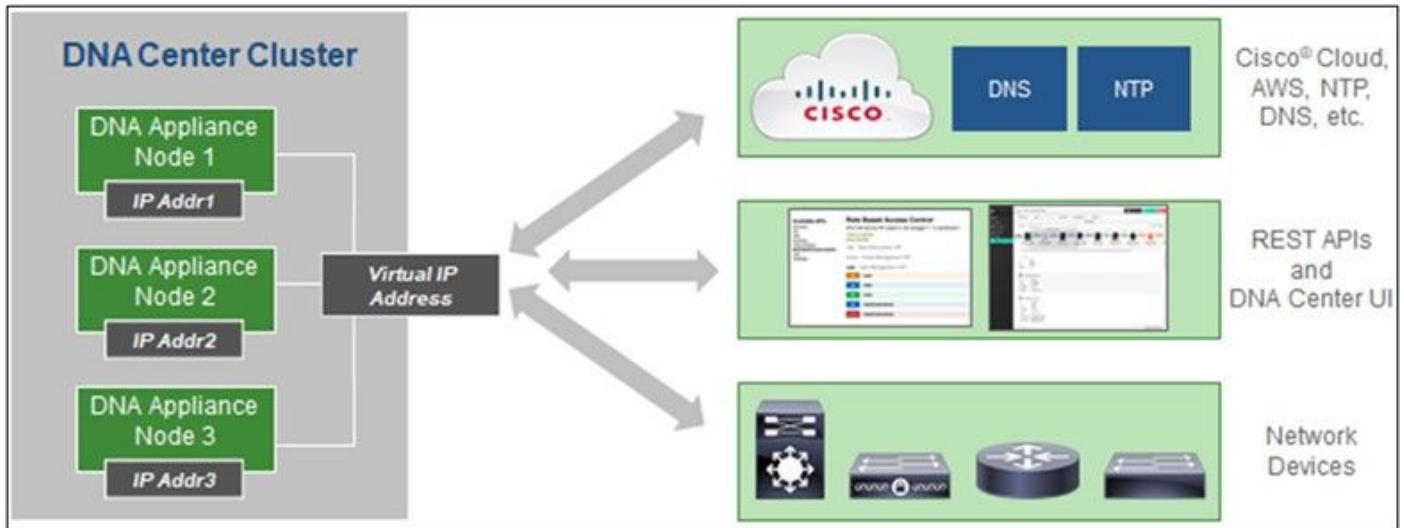 DNA Center Cluster
DNA Appliance
Node 1
IP Addr1
DNA Appliance
Node 2
IP Addr2
DNA Appliance
Node 3
IP Addr3
Virtual IP
Address
CISCO
DNS
NTP
Cisco® Cloud,
AWS, NTP,
DNS, etc.
Role Based Access Control
REST APIs
and
DNA Center UI
Network
Devices